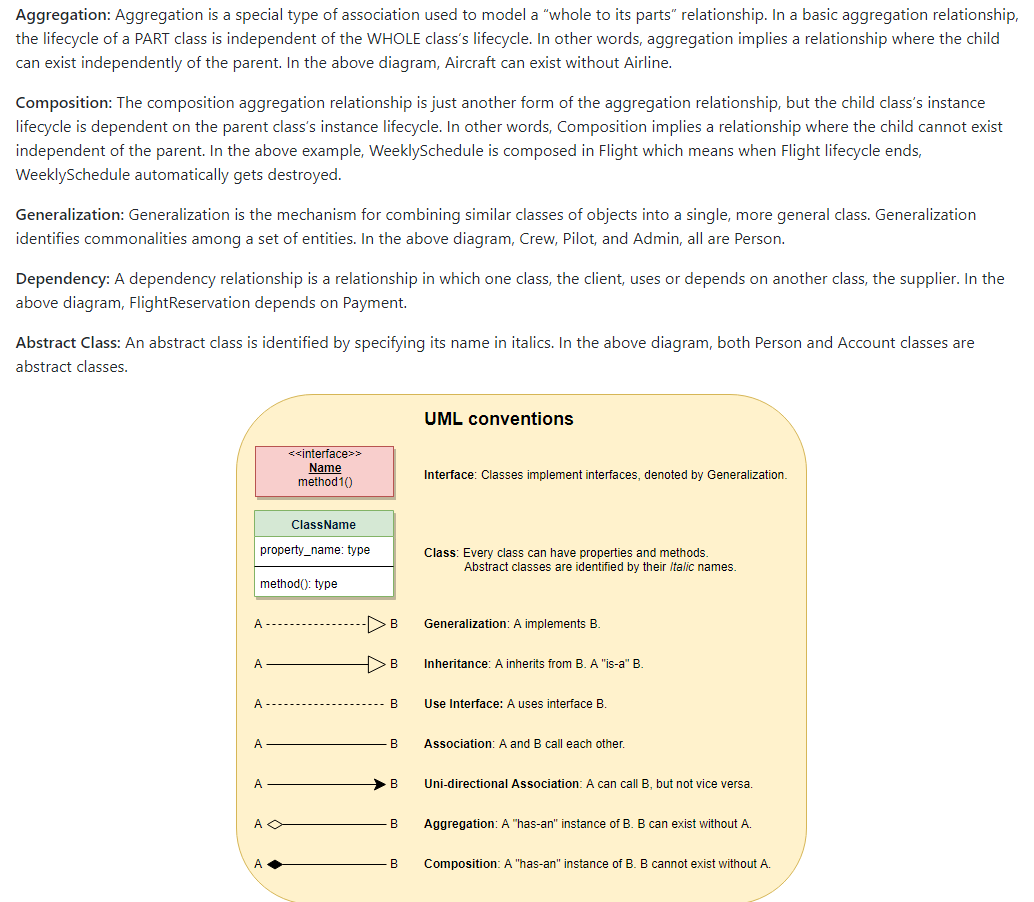 Aggregation: Aggregation is a special type of association used to model a “whole to its parts” relationship. In a basic aggregation relationship,
the lifecycle of a PART class is independent of the WHOLE class’s lifecycle. In other words, aggregation implies a relationship where the child
can exist independently of the parent. In the above diagram, Aircraft can exist without Airline.
Composition: The composition aggregation relationship is just another form of the aggregation relationship, but the child class’s instance
lifecycle is dependent on the parent class’s instance lifecycle. In other words, Composition implies a relationship where the child cannot exist
independent of the parent. In the above example, WeeklySchedule is composed in Flight which means when Flight lifecycle ends,
WeeklySchedule automatically gets destroyed.
Generalization: Generalization is the mechanism for combining similar classes of objects into a single, more general class. Generalization
identifies commonalities among a set of entities. In the above diagram, Crew, Pilot, and Admin, all are Person.
Dependency: A dependency relationship is a relationship in which one class, the client, uses or depends on another class, the supplier. In the
above diagram, FlightReservation depends on Payment.
Abstract Class: An abstract class is identified by specifying its name in italics. In the above diagram, both Person and Account classes are
abstract classes.
UML conventions
<<interface>>
Name
method1()
Interface: Classes implement interfaces, denoted by Generalization.
ClassName
property_name: type
method(): type
Class: Every class can have properties and methods.
Abstract classes are identified by their Italic names.
A B Generalization: A implements B.
A B Inheritance: A inherits from B. A "is-a" B.
A B Use Interface: A uses interface B.
A B Association: A and B call each other.
A B Uni-directional Association: A can call B, but not vice versa.
A B Aggregation: A "has-an" instance of B. B can exist without A.
A B Composition: A "has-an" instance of B. B cannot exist without A.